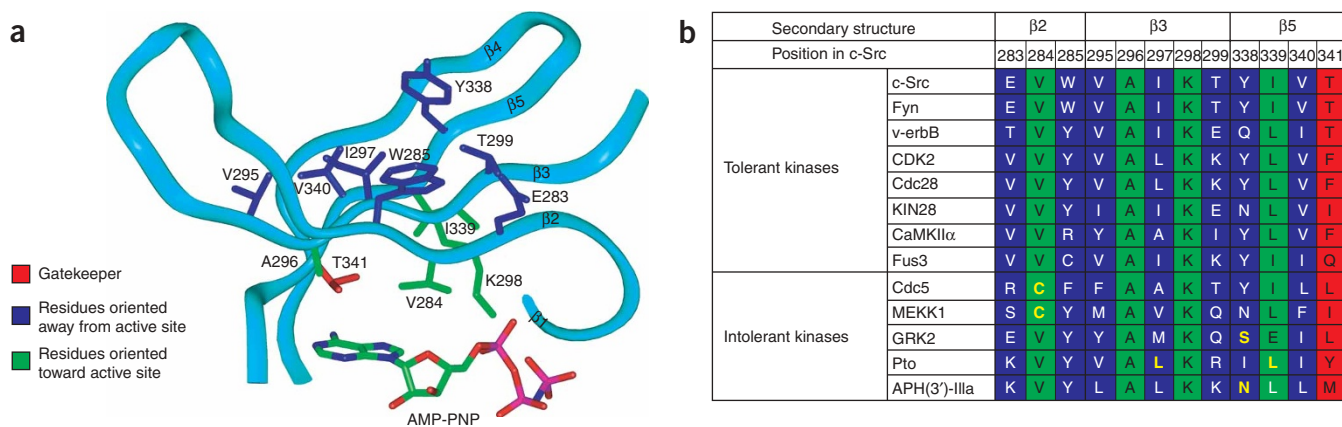 a
β4
Y338
β5
I297
W285
T299
V295
V340
β3
E283
β2
I339
A296
T341
K298
V284
β1
Gatekeeper
Residues oriented
away from active site
Residues oriented
toward active site
AMP-PNP
b
Secondary structure β2 β3 β5
Position in c-Src 283 284 285 295 296 297 298 299 338 339 340 341
Tolerant kinases
c-Src E V W V A I K T Y I V T
Fyn E V W V A I K T Y I V T
v-erbB T V Y V A I K E Q L I T
CDK2 V V Y V A L K K Y L V F
Cdc28 V V Y V A L K K Y L V F
KIN28 V V Y I A I K E N L V I
CaMKIIα V V R Y A A K I Y L V F
Fus3 V V C V A I K K Y I I Q
Intolerant kinases
Cdc5 R C F F A A K T Y I L L
MEKK1 S C Y M A V K Q N L F I
GRK2 E V Y Y A M K Q S E I L
Pto K V Y V A L K R I L I Y
APH(3')-IIIa K V Y L A L K K N L L M